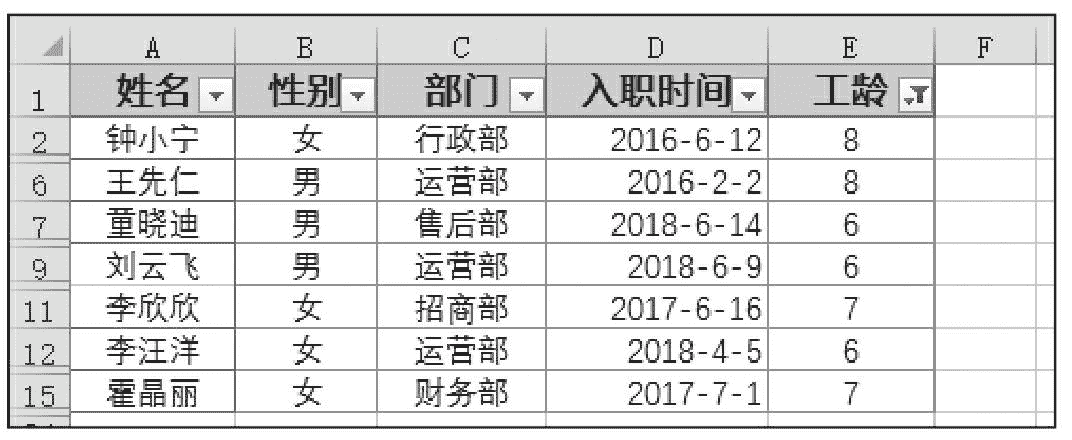 A B C D E F
1 姓名 性别 部门 入职时间 工龄
2 钟小宁 女 行政部 2016-6-12 8
6 王先仁 男 运营部 2016-2-2 8
7 童晓迪 男 售后部 2018-6-14 6
9 刘云飞 男 运营部 2018-6-9 6
11 李欣欣 女 招商部 2017-6-16 7
12 李汪洋 女 运营部 2018-4-5 6
15 霍晶丽 女 财务部 2017-7-1 7